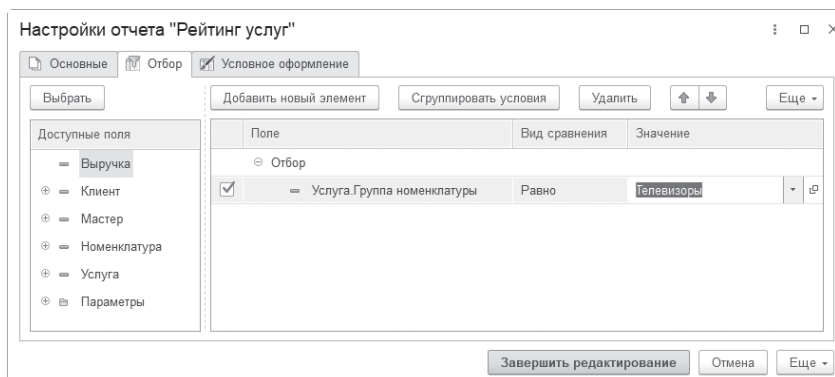 Настройки отчета "Рейтинг услуг"
Основные Отбор Условное оформление
Выбрать Добавить новый элемент Сгруппировать условия Удалить Еще
Доступные поля Поле Вид сравнения Значение
Выручка Отбор
Клиент Услуга.Группа номенклатуры Равно Телевизоры
Мастер
Номенклатура
Услуга
Параметры
Завершить редактирование Отмена Еще